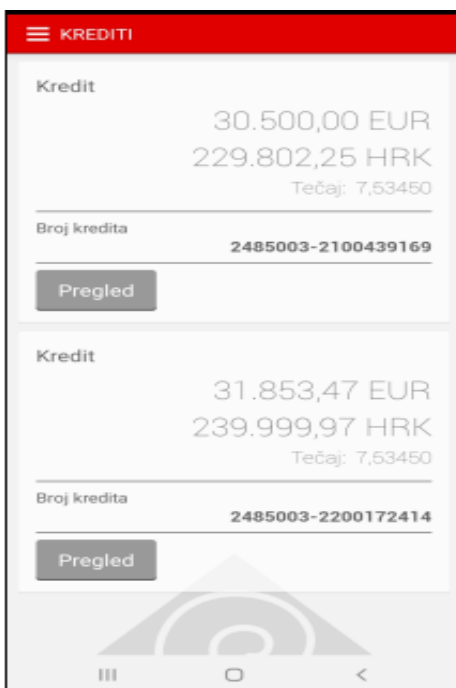 KREDITI
Kredit
30.500,00 EUR
229.802,25 HRK
Tečaj: 7,53450
Broj kredita
2485003-2100439169
Pregled
Kredit
31.853,47 EUR
239.999,97 HRK
Tečaj: 7,53450
Broj kredita
2485003-2200172414
Pregled